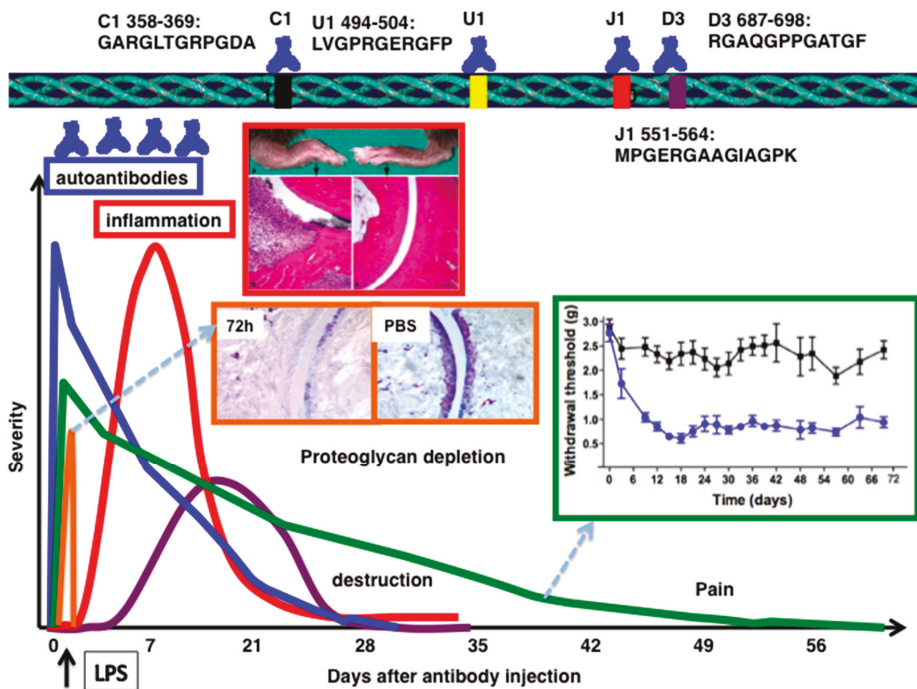 C1 358-369:
GARGLTGRPGDA
C1
U1 494-504:
LVGPRGERGFP
U1
J1
D3
D3 687-698:
RGAQGPPGATGF
J1 551-564:
MPGERGAAGIAGPK
autoantibodies
inflammation
72h
PBS
Proteoglycan depletion
destruction
Pain
Severity
0 7 21 28 35 42 49 56
Days after antibody injection
LPS
Withdrawal threshold (g)
3.0
2.5
2.0
1.5
1.0
0.5
0 6 12 18 24 30 36 42 48 54 60 66 72
Time (days)